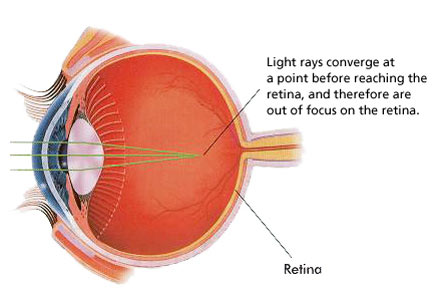 Light rays converge at
a point before reaching the
retina, and therefore are
out of focus on the retina.
Retina